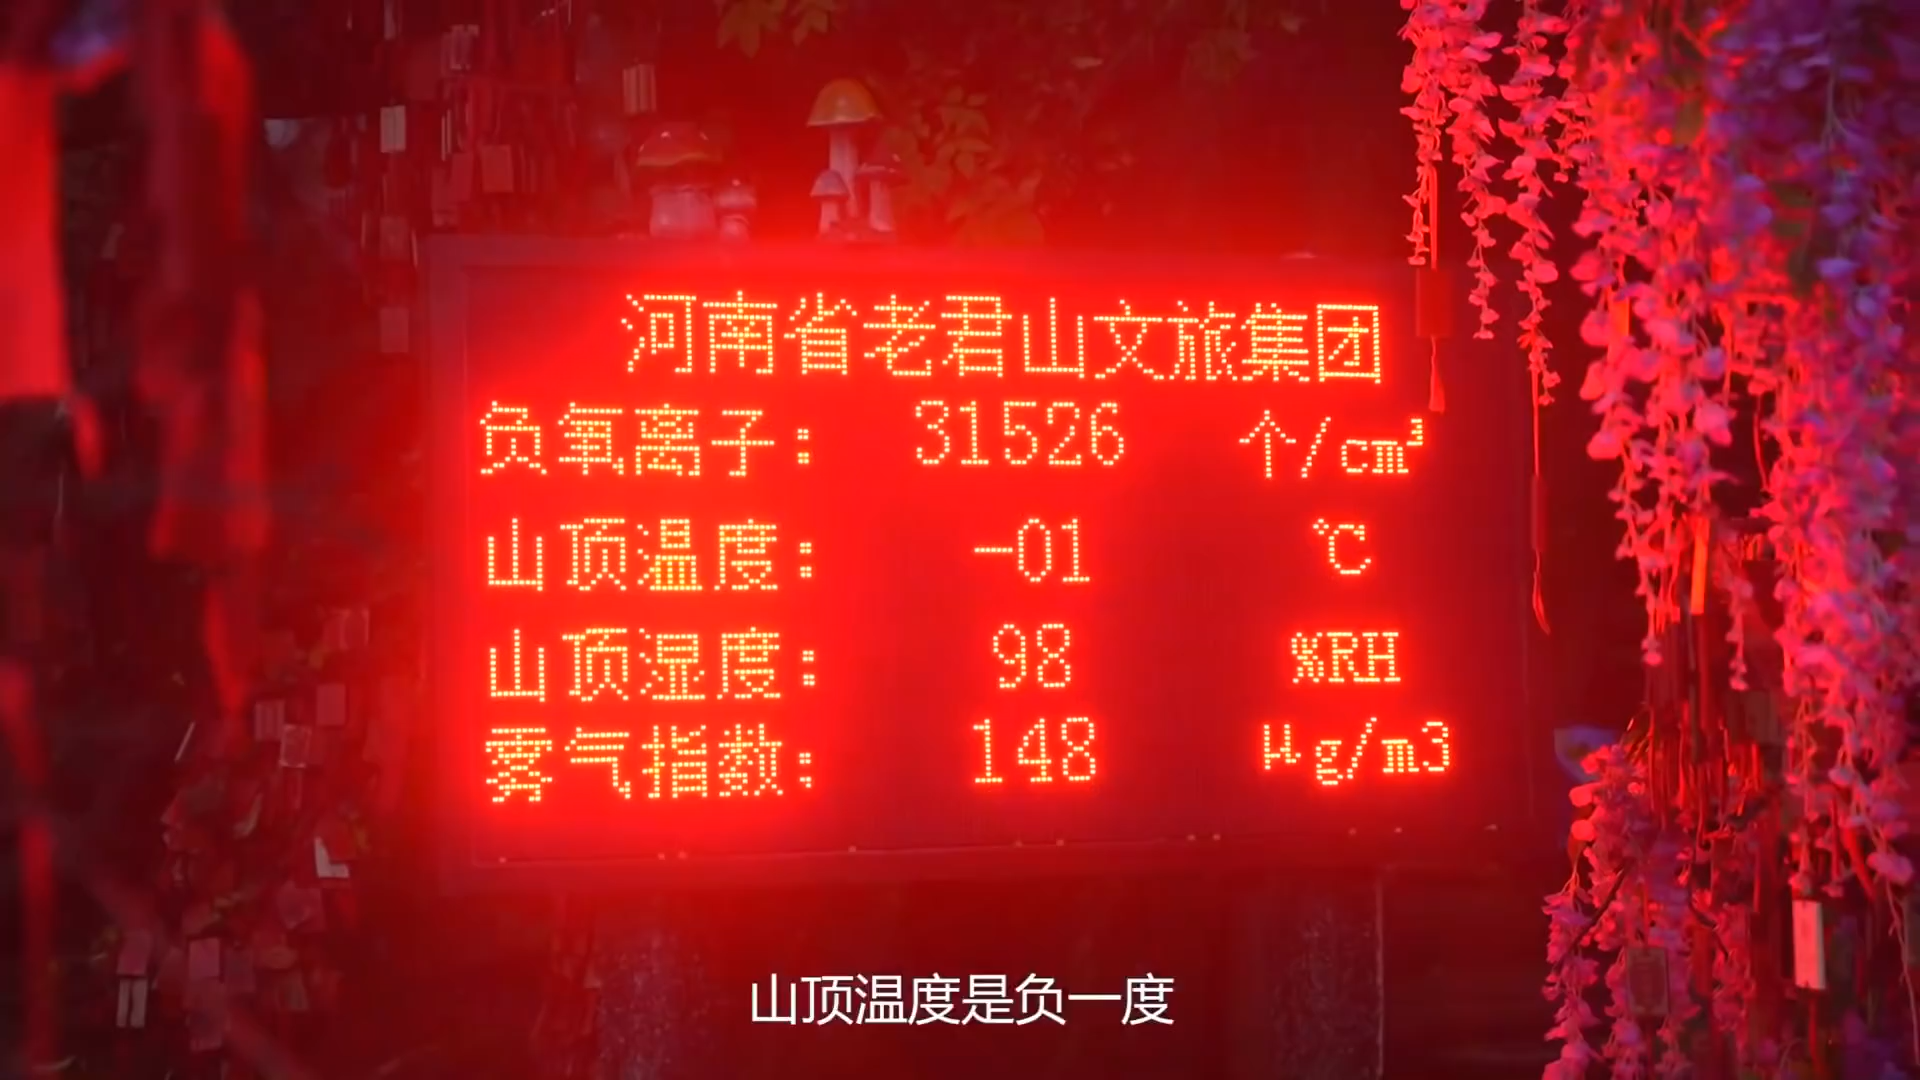 河南省老君山文旅集团
负氧离子： 31526 个/cm³
山顶温度： -01 ℃
山顶湿度： 98 %RH
雾气指数： 148 μg/m3
山顶温度是负一度